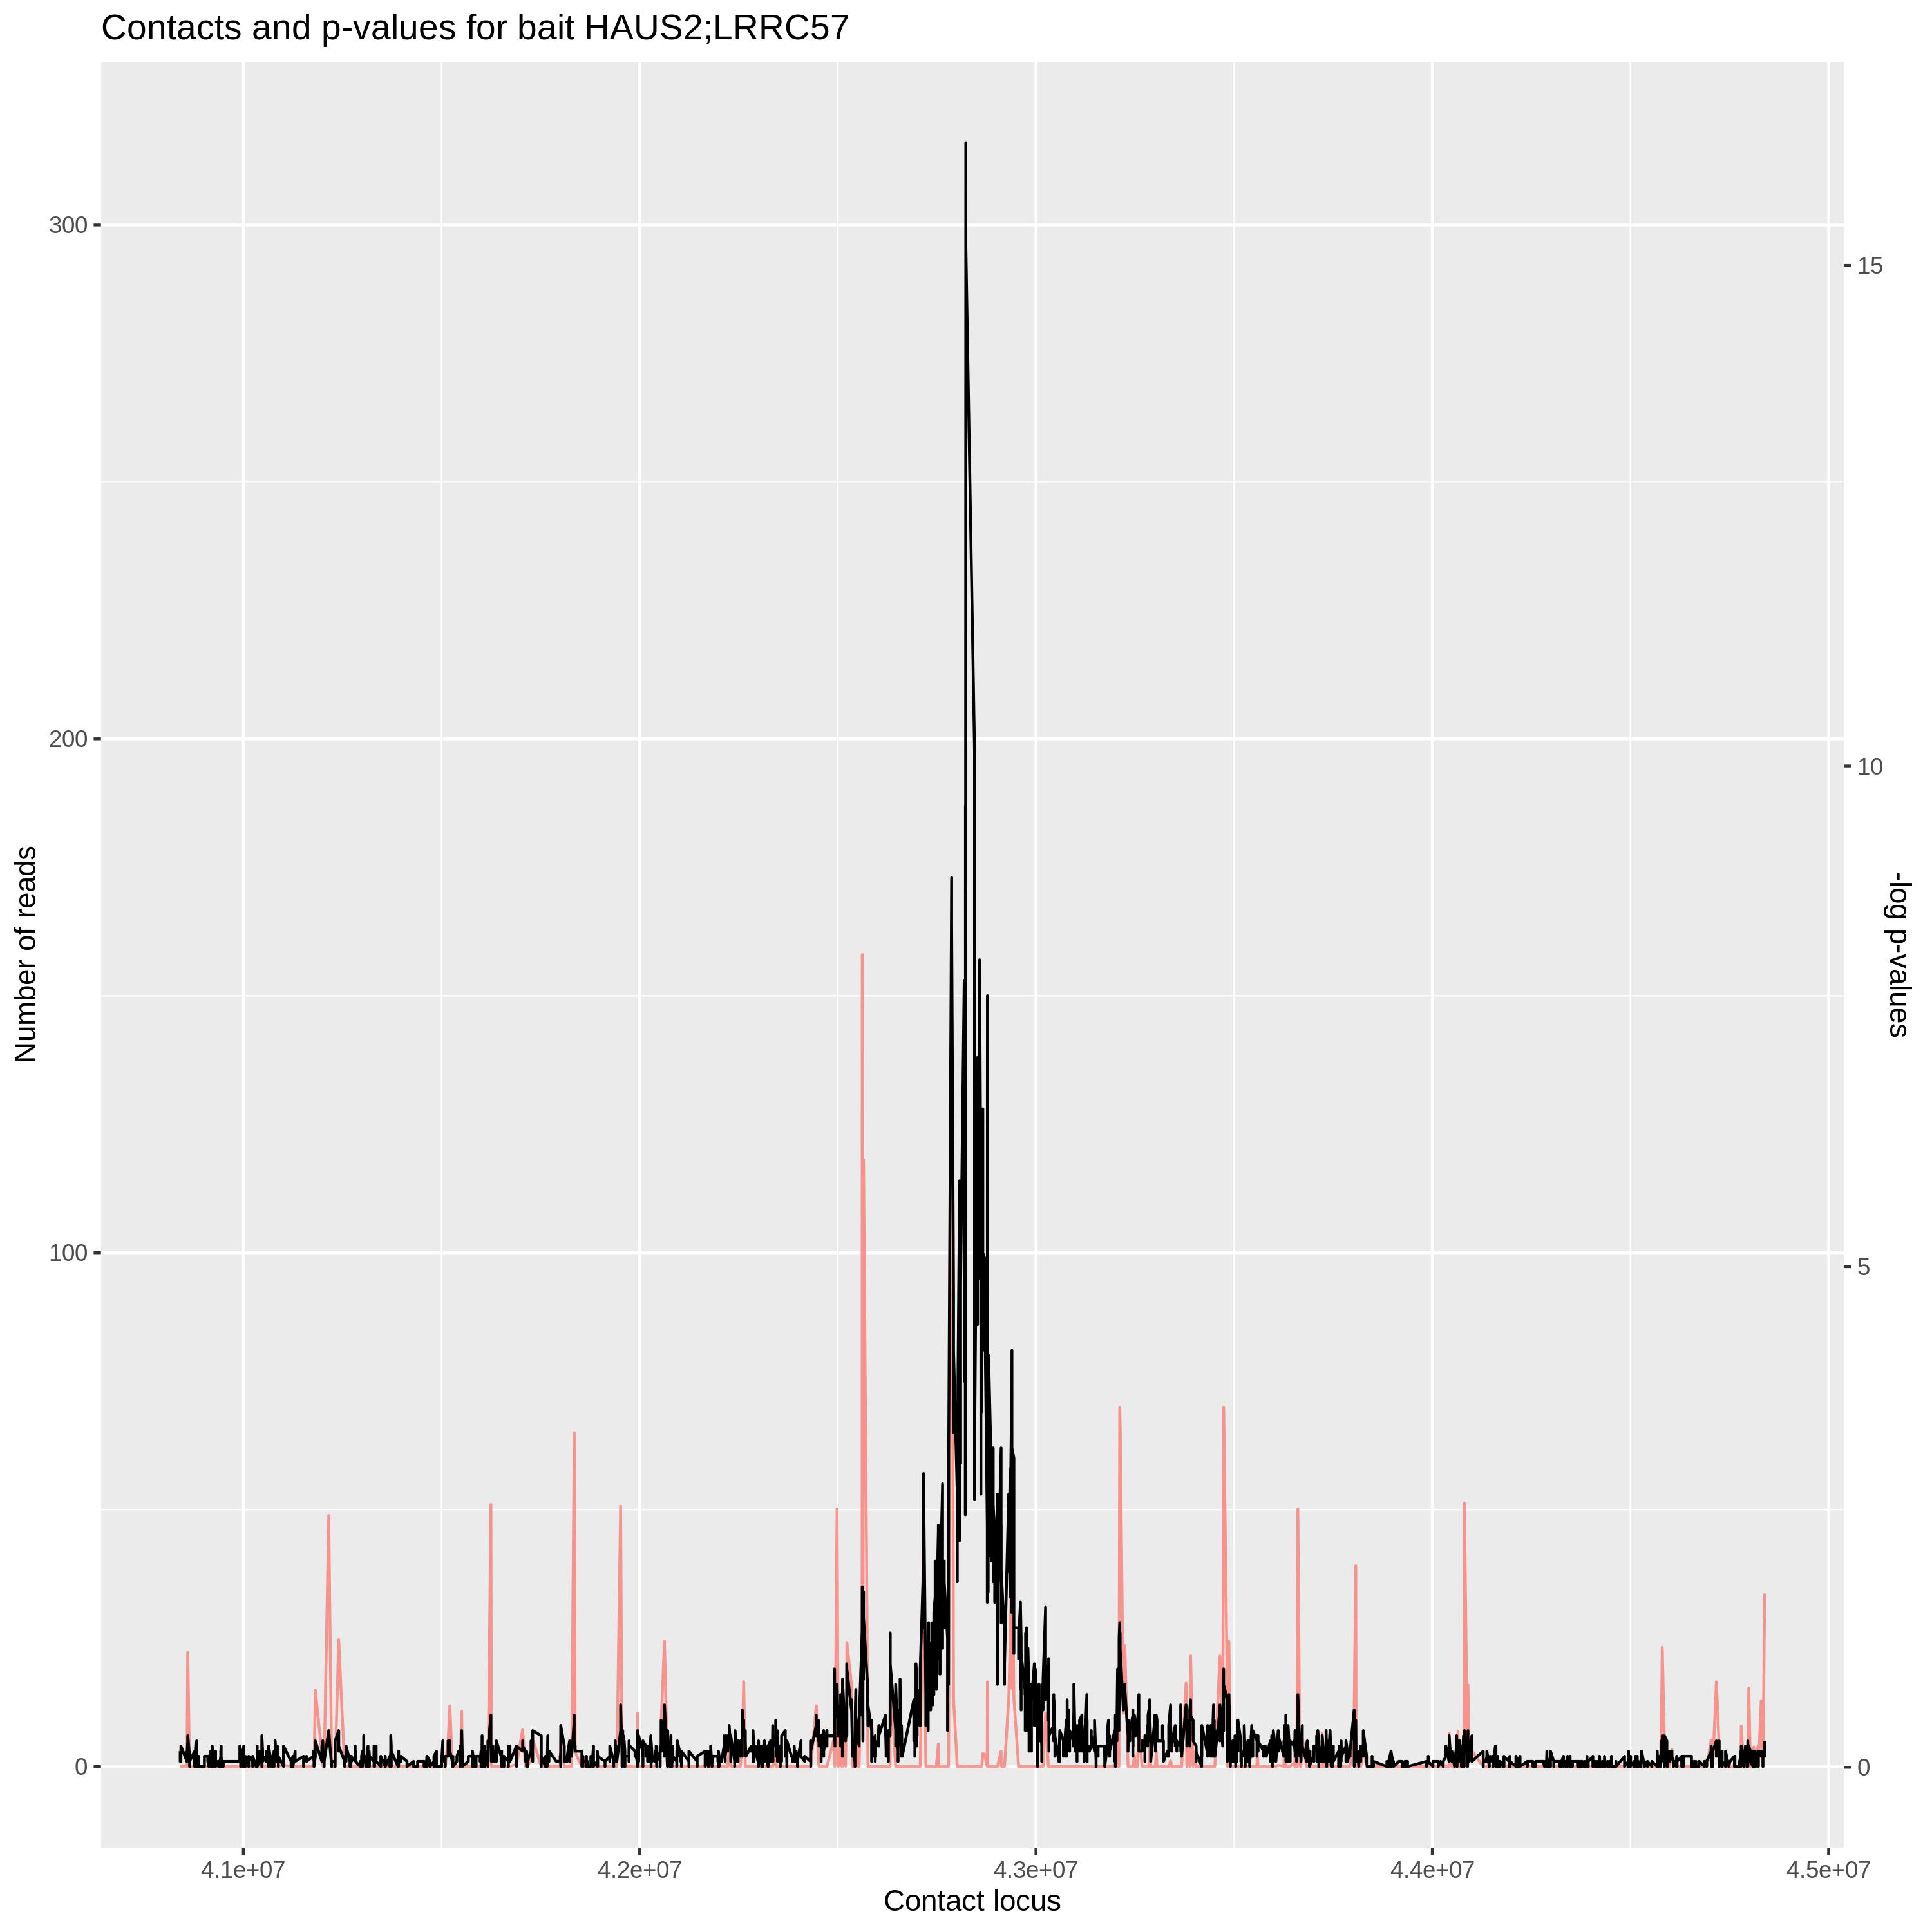 Contacts and p-values for bait HAUS2;LRRC57
300
200
100
0
15
10
5
0
Number of reads
-log p-values
4.1e+07
4.2e+07
4.3e+07
4.4e+07
4.5e+07
Contact locus